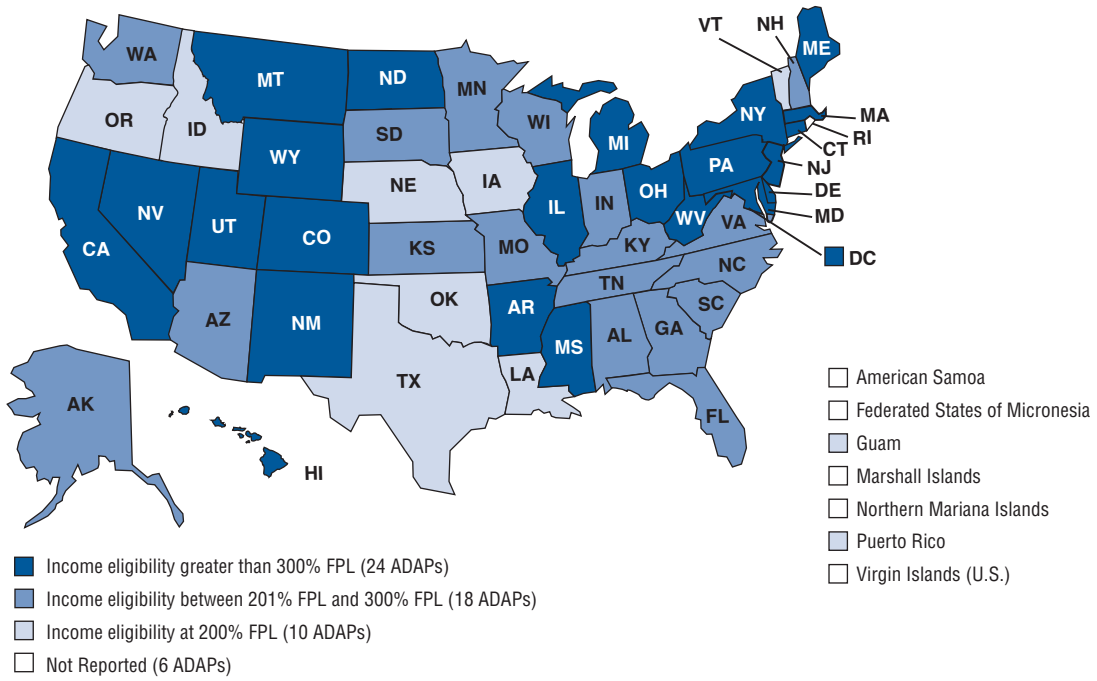 VT
NH
WA
ME
MT
ND
MN
OR
ID
NY
MA
SD
WI
RI
MI
WY
CT
PA
NJ
NE
IA
DE
OH
IL
IN
MD
NV
WV
UT
VA
CO
CA
KS
MO
KY
DC
NC
TN
OK
SC
AR
AZ
NM
GA
AL
MS
LA
TX
American Samoa
AK
Federated States of Micronesia
FL
Guam
HI
Marshall Islands
Northern Mariana Islands
Puerto Rico
Virgin Islands (U.S.)
Income eligibility greater than 300% FPL (24 ADAPs)
Income eligibility between 201% FPL and 300% FPL (18 ADAPs)
Income eligibility at 200% FPL (10 ADAPs)
Not Reported (6 ADAPs)